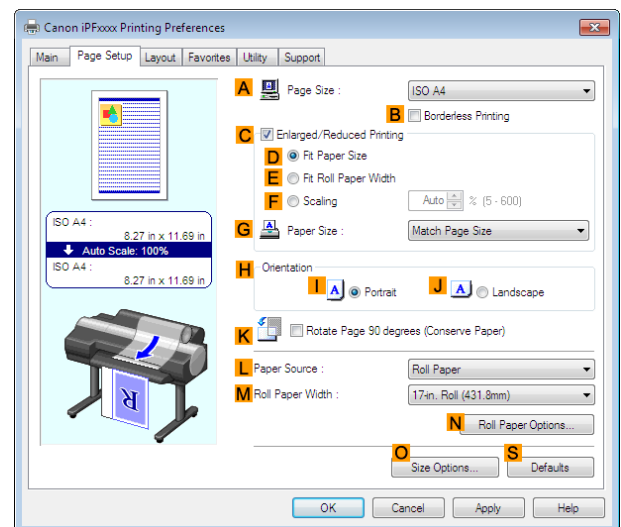 Canon iPFxxxx Printing Preferences
Main Page Setup Layout Favorites Utility Support
A Page Size : ISO A4
B Borderless Printing
C Enlarged/Reduced Printing
D Fit Paper Size
E Fit Roll Paper Width
F Scaling Auto % (5 - 600)
ISO A4 :
8.27 in x 11.69 in
Auto Scale: 100%
ISO A4 :
8.27 in x 11.69 in
G A Paper Size : Match Page Size
H Orientation
I A Portrait J A Landscape
K Rotate Page 90 degrees (Conserve Paper)
L Paper Source : Roll Paper
M Roll Paper Width : 17-in. Roll (431.8mm)
R
N Roll Paper Options...
O Size Options... S Defaults
OK Cancel Apply Help